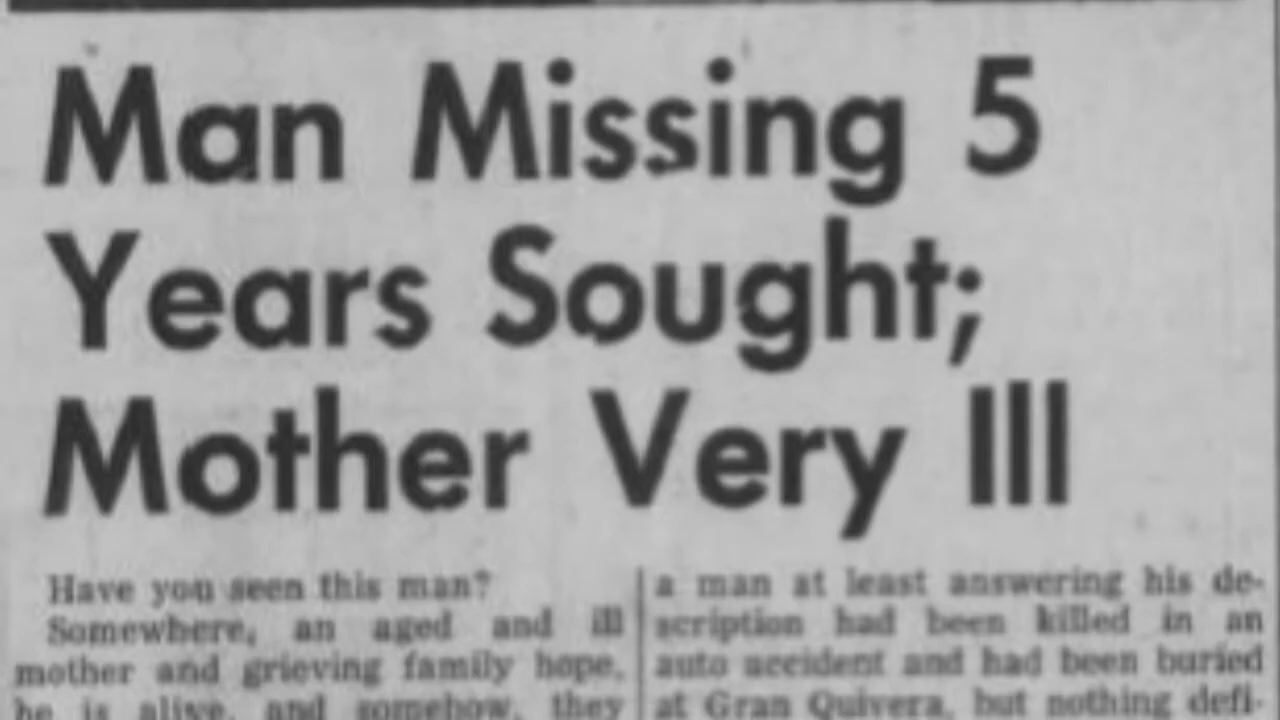 Man Missing 5
Years Sought;
Mother Very Ill
Have you seen this man?
Somewhere, an aged and ill
mother and grieving family hope,
he is alive, and somehow, they
a man at least answering his de-
scription had been killed in an
auto accident and had been buried
at Gran Quivera, but nothing defi-